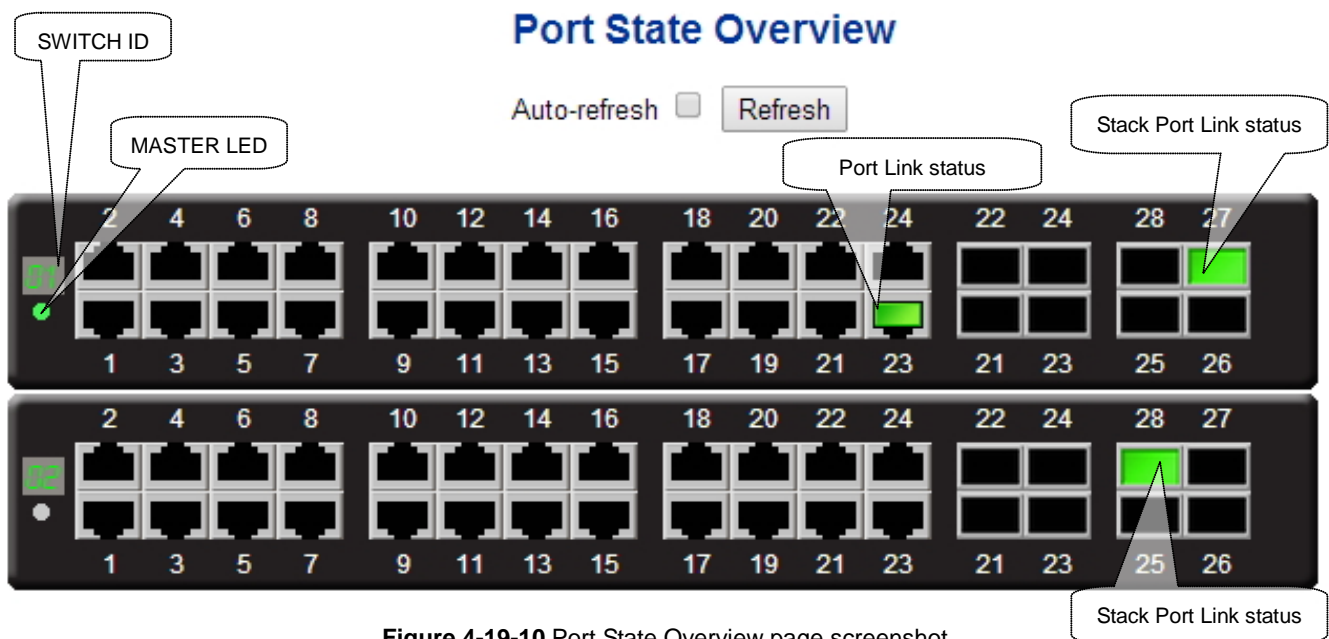 Port State Overview
SWITCH ID
Auto-refresh Refresh
Stack Port Link status
MASTER LED
Port Link status
2 4 6 8 10 12 14 16 18 20 22 24 22 24 28 27
01
1 3 5 7 9 11 13 15 17 19 21 23 21 23 25 26
2 4 6 8 10 12 14 16 18 20 22 24 22 24 28 27
02
1 3 5 7 9 11 13 15 17 19 21 23 21 23 25 26
Stack Port Link status
Figure 4-19-10 Port State Overview page screenshot